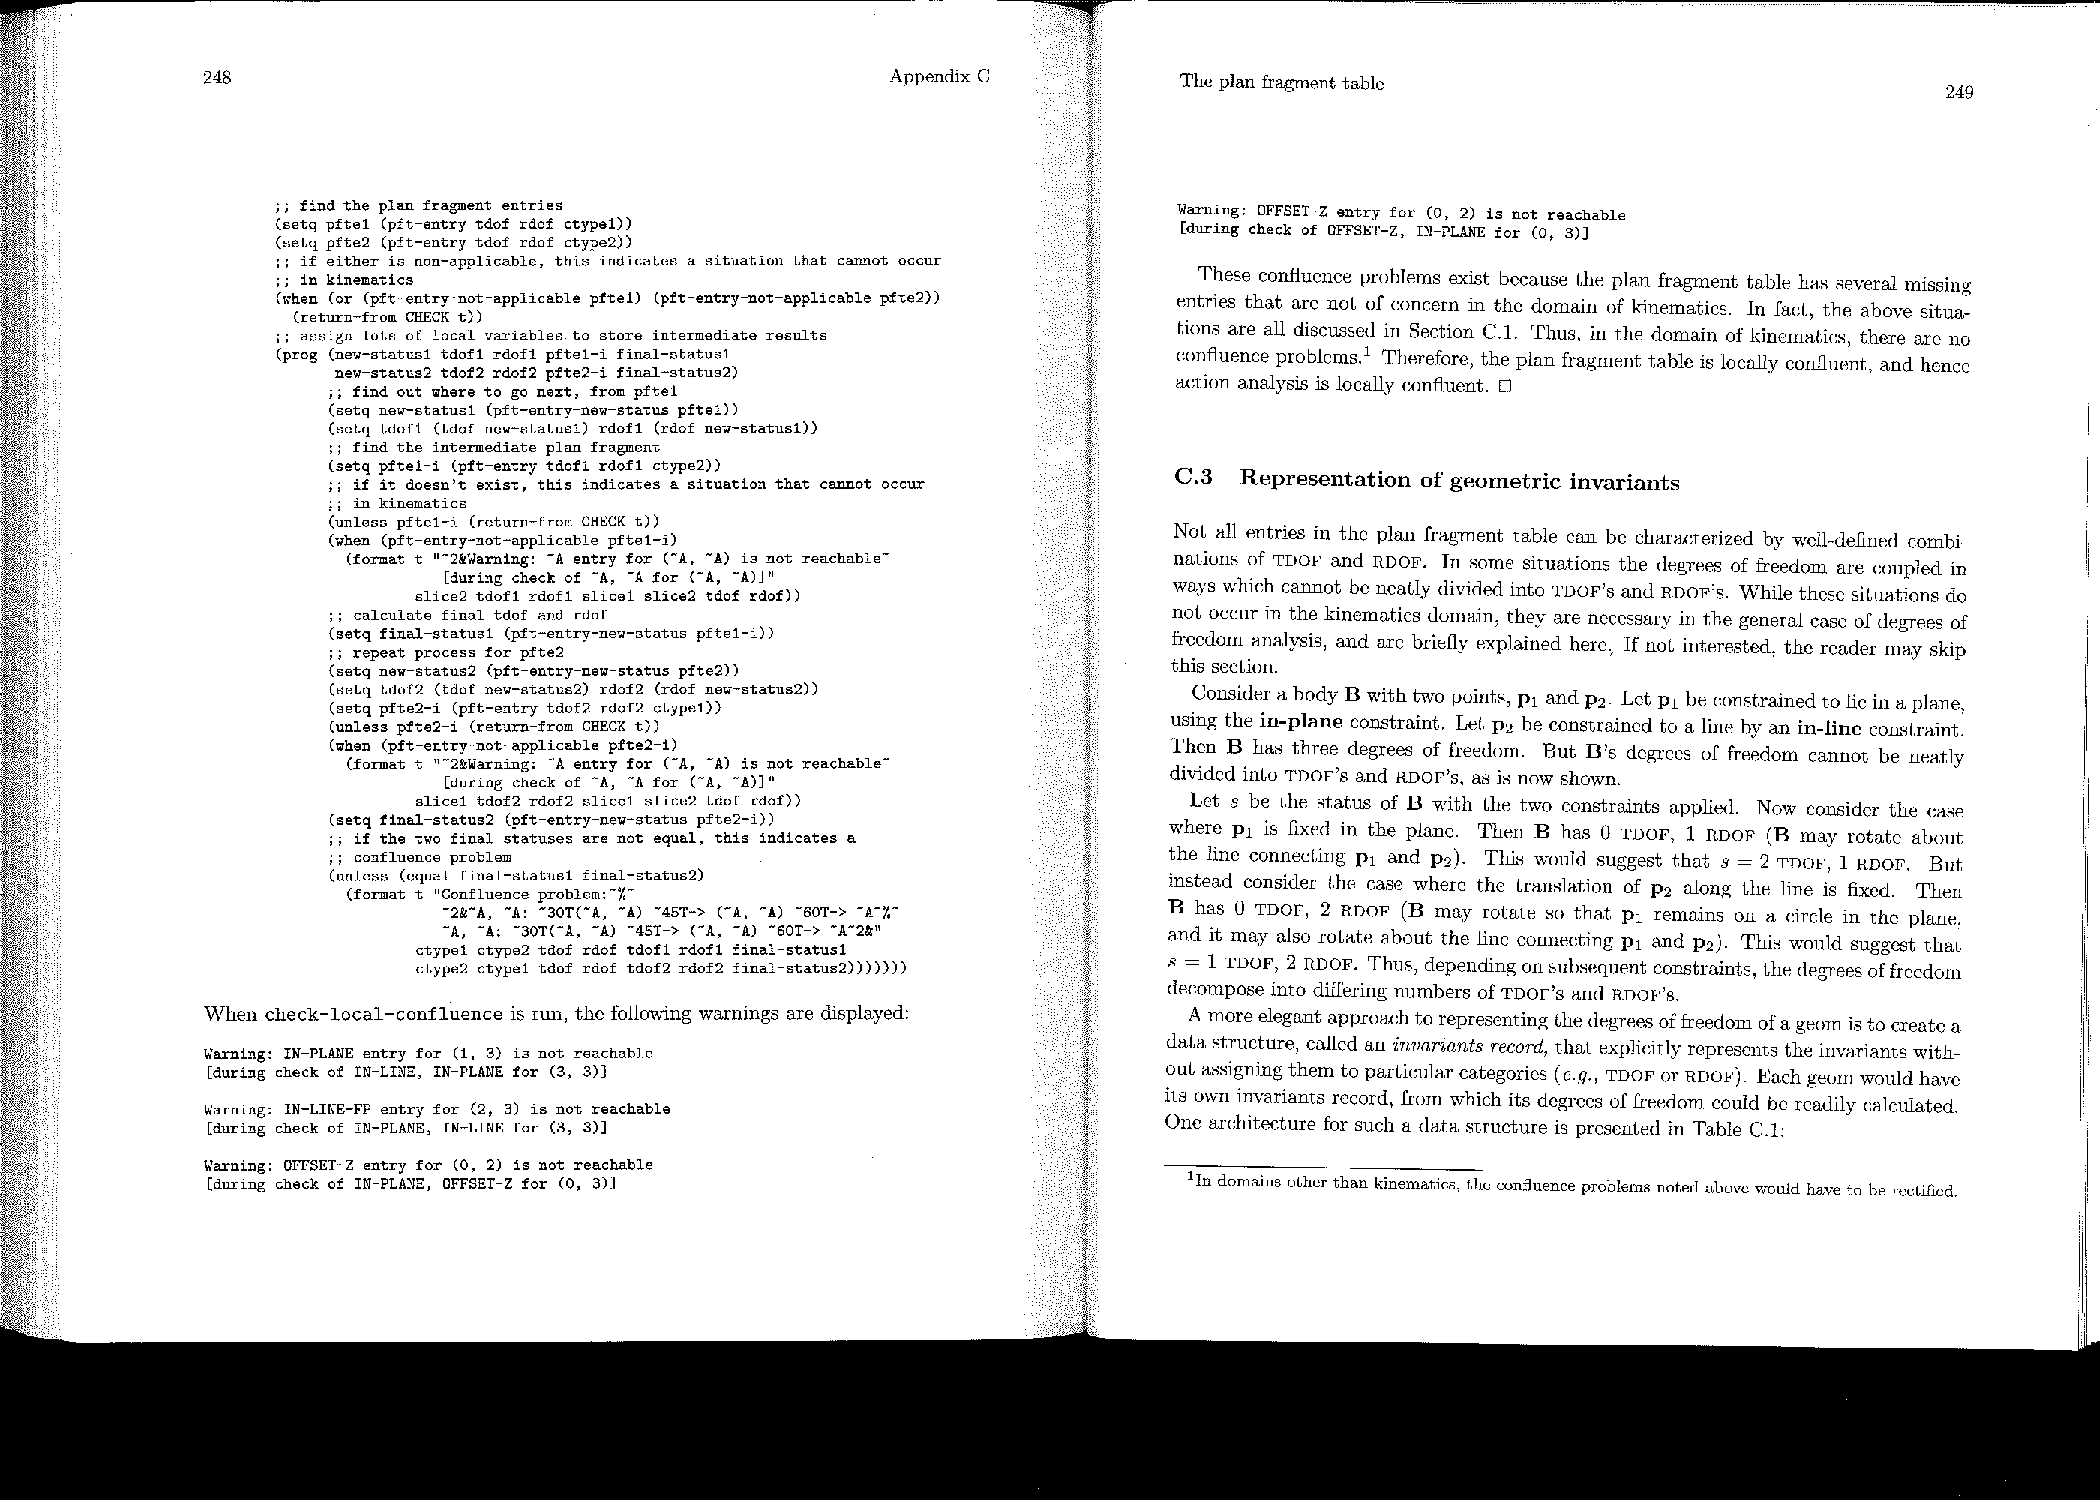 248
Appendix C
;; find the plan fragment entries
(setq pfte1 (pft-entry tdof rdof ctype1))
(setq pfte2 (pft-entry tdof rdof ctype2))
;; if either is non-applicable, this indicates a situation that cannot occur
;; in kinematics
(when (or (pft-entry-not-applicable pfte1) (pft-entry-not-applicable pfte2))
(return-from CHECK t))
;; assign lots of local variables to store intermediate results
(prog (new-status1 tdof1 rdof1 pfte1-i final-status1
new-status2 tdof2 rdof2 pfte2-i final-status2)
;; find out where to go next, from pfte1
(setq new-status1 (pft-entry-new-status pfte1))
(setq tdof1 (tdof new-status1) rdof1 (rdof new-status1))
;; find the intermediate plan fragment
(setq pfte1-i (pft-entry tdof1 rdof1 ctype2))
;; if it doesn't exist, this indicates a situation that cannot occur
;; in kinematics
(unless pfte1-i (return-from CHECK t))
(when (pft-entry-not-applicable pfte1-i)
(format t "~2&Warning: ~A entry for (~A, ~A) is not reachable~
[during check of ~A, ~A for (~A, ~A)]"
slice2 tdof1 rdof1 slice1 slice2 tdof rdof))
;; calculate final tdof and rdof
(setq final-status1 (pft-entry-new-status pfte1-i))
;; repeat process for pfte2
(setq new-status2 (pft-entry-new-status pfte2))
(setq tdof2 (tdof new-status2) rdof2 (rdof new-status2))
(setq pfte2-i (pft-entry tdof2 rdof2 ctype1))
(unless pfte2-i (return-from CHECK t))
(when (pft-entry-not-applicable pfte2-i)
(format t "~2&Warning: ~A entry for (~A, ~A) is not reachable~
[during check of ~A, ~A for (~A, ~A)]"
slice1 tdof2 rdof2 slice1 slice2 tdof rdof))
(setq final-status2 (pft-entry-new-status pfte2-i))
;; if the two final statuses are not equal, this indicates a
;; confluence problem
(unless (equal final-status1 final-status2)
(format t "Confluence problem:~%~
~2&~A, ~A: ~30T(~A, ~A) ~45T-> (~A, ~A) ~60T-> ~A~%~
~A, ~A: ~30T(~A, ~A) ~45T-> (~A, ~A) ~60T-> ~A~2&"
ctype1 ctype2 tdof rdof tdof1 rdof1 final-status1
ctype2 ctype1 tdof rdof tdof2 rdof2 final-status2)))))))
When check-local-confluence is run, the following warnings are displayed:
Warning: IN-PLANE entry for (1, 3) is not reachable
[during check of IN-LINE, IN-PLANE for (3, 3)]
Warning: IN-LINE-FP entry for (2, 3) is not reachable
[during check of IN-PLANE, IN-LINE for (3, 3)]
Warning: OFFSET-Z entry for (0, 2) is not reachable
[during check of IN-PLANE, OFFSET-Z for (0, 3)]
The plan fragment table
249
Warning: OFFSET-Z entry for (0, 2) is not reachable
[during check of OFFSET-Z, IN-PLANE for (0, 3)]
These confluence problems exist because the plan fragment table has several missing
entries that are not of concern in the domain of kinematics. In fact, the above situa-
tions are all discussed in Section C.1. Thus, in the domain of kinematics, there are no
confluence problems.¹ Therefore, the plan fragment table is locally confluent, and hence
action analysis is locally confluent. □
C.3 Representation of geometric invariants
Not all entries in the plan fragment table can be characterized by well-defined combi-
nations of TDOF and RDOF. In some situations the degrees of freedom are coupled in
ways which cannot be neatly divided into TDOF's and RDOF's. While these situations do
not occur in the kinematics domain, they are necessary in the general case of degrees of
freedom analysis, and are briefly explained here. If not interested, the reader may skip
this section.
Consider a body B with two points, p₁ and p₂. Let p₁ be constrained to lie in a plane,
using the in-plane constraint. Let p₂ be constrained to a line by an in-line constraint.
Then B has three degrees of freedom. But B's degrees of freedom cannot be neatly
divided into TDOF's and RDOF's, as is now shown.
Let s be the status of B with the two constraints applied. Now consider the case
where p₁ is fixed in the plane. Then B has 0 TDOF, 1 RDOF (B may rotate about
the line connecting p₁ and p₂). This would suggest that s = 2 TDOF, 1 RDOF. But
instead consider the case where the translation of p₂ along the line is fixed. Then
B has 0 TDOF, 2 RDOF (B may rotate so that p₁ remains on a circle in the plane,
and it may also rotate about the line connecting p₁ and p₂). This would suggest that
s = 1 TDOF, 2 RDOF. Thus, depending on subsequent constraints, the degrees of freedom
decompose into differing numbers of TDOF's and RDOF's.
A more elegant approach to representing the degrees of freedom of a geom is to create a
data structure, called an invariants record, that explicitly represents the invariants with-
out assigning them to particular categories (e.g., TDOF or RDOF). Each geom would have
its own invariants record, from which its degrees of freedom could be readily calculated.
One architecture for such a data structure is presented in Table C.1:
¹In domains other than kinematics, the confluence problems noted above would have to be rectified.